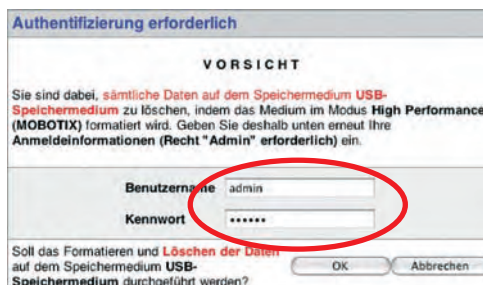 Authentifizierung erforderlich
VORSICHT
Sie sind dabei, sämtliche Daten auf dem Speichermedium USB-
Speichermedium zu löschen, indem das Medium im Modus High Performance
(MOBOTIX) formatiert wird. Geben Sie deshalb unten erneut Ihre
Anmeldeinformationen (Recht "Admin" erforderlich) ein.
Benutzername admin
Kennwort ••••••
Soll das Formatieren und Löschen der Daten
auf dem Speichermedium USB-
Speichermedium durchgeführt werden?
OK Abbrechen